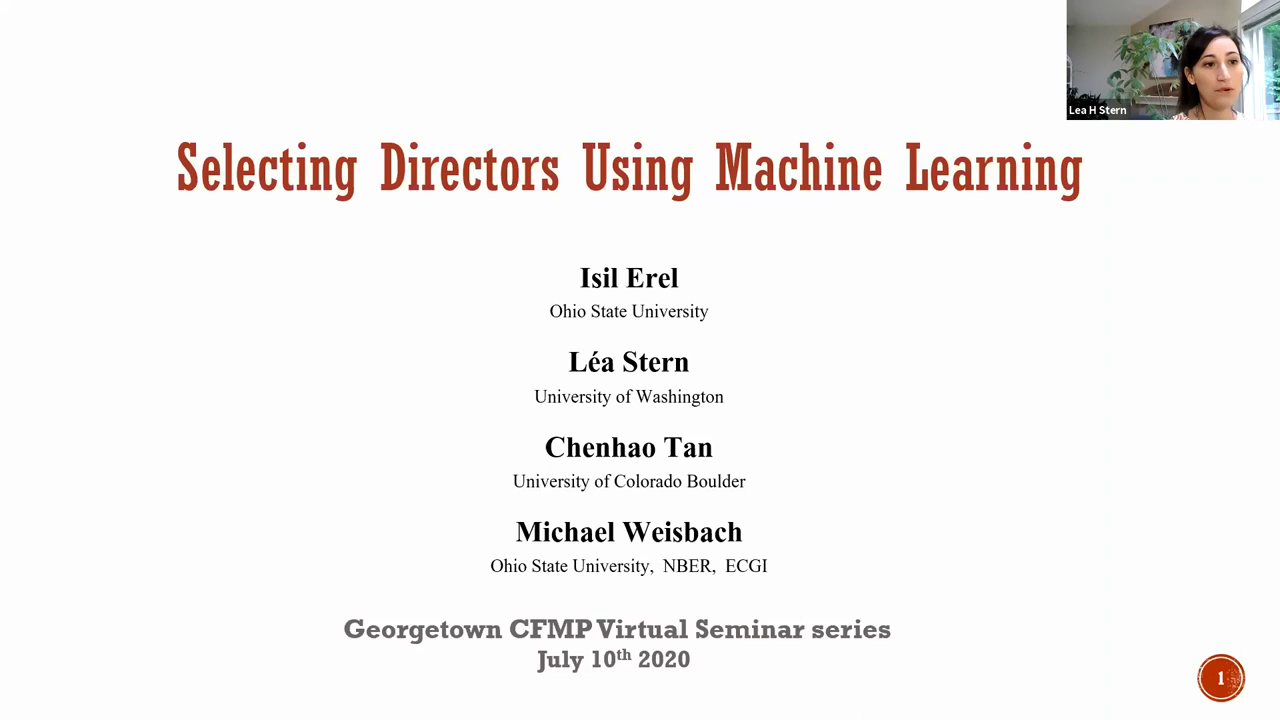 Lea H Stern
Selecting Directors Using Machine Learning
Isil Erel
Ohio State University
Léa Stern
University of Washington
Chenhao Tan
University of Colorado Boulder
Michael Weisbach
Ohio State University, NBER, ECGI
Georgetown CFMP Virtual Seminar series
July 10th 2020
1